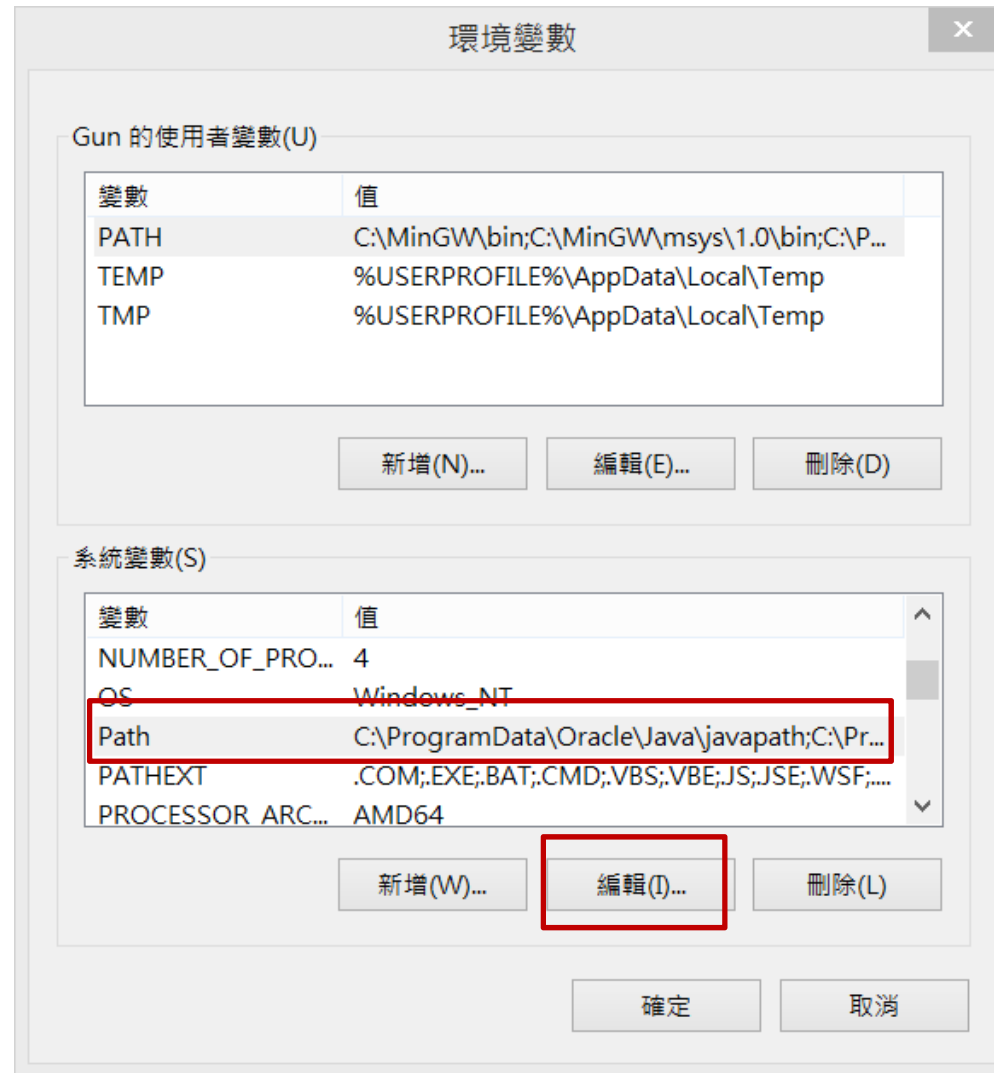 環境變數
Gun 的使用者變數(U)
變數 值
PATH C:\MinGW\bin;C:\MinGW\msys\1.0\bin;C:\P...
TEMP %USERPROFILE%\AppData\Local\Temp
TMP %USERPROFILE%\AppData\Local\Temp
新增(N)... 編輯(E)... 刪除(D)
系統變數(S)
變數 值
NUMBER_OF_PRO... 4
OS Windows_NT
Path C:\ProgramData\Oracle\Java\javapath;C:\Pr...
PATHEXT .COM;.EXE;.BAT;.CMD;.VBS;.VBE;.JS;.JSE;.WSF;....
PROCESSOR_ARC... AMD64
新增(W)... 編輯(I)... 刪除(L)
確定 取消